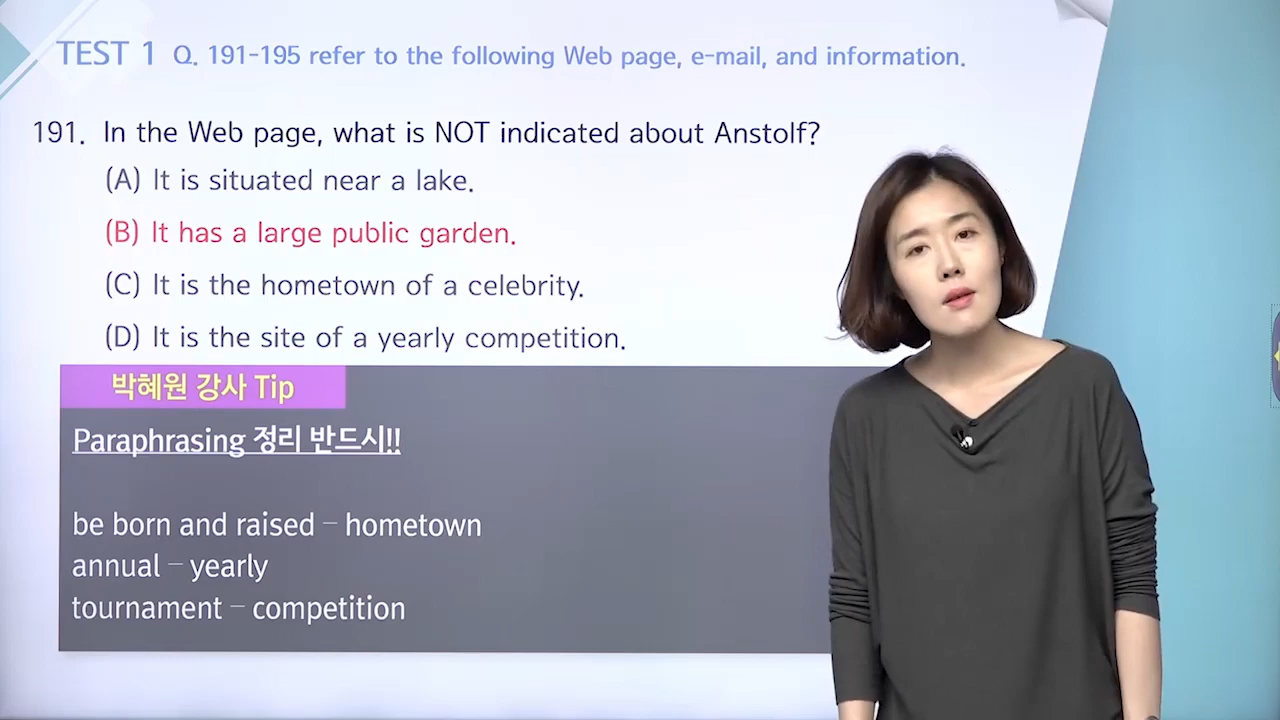 TEST 1 Q. 191-195 refer to the following Web page, e-mail, and information.
191. In the Web page, what is NOT indicated about Anstolf?
(A) It is situated near a lake.
(B) It has a large public garden.
(C) It is the hometown of a celebrity.
(D) It is the site of a yearly competition.
박혜원 강사 Tip
Paraphrasing 정리 반드시!!
be born and raised – hometown
annual – yearly
tournament – competition